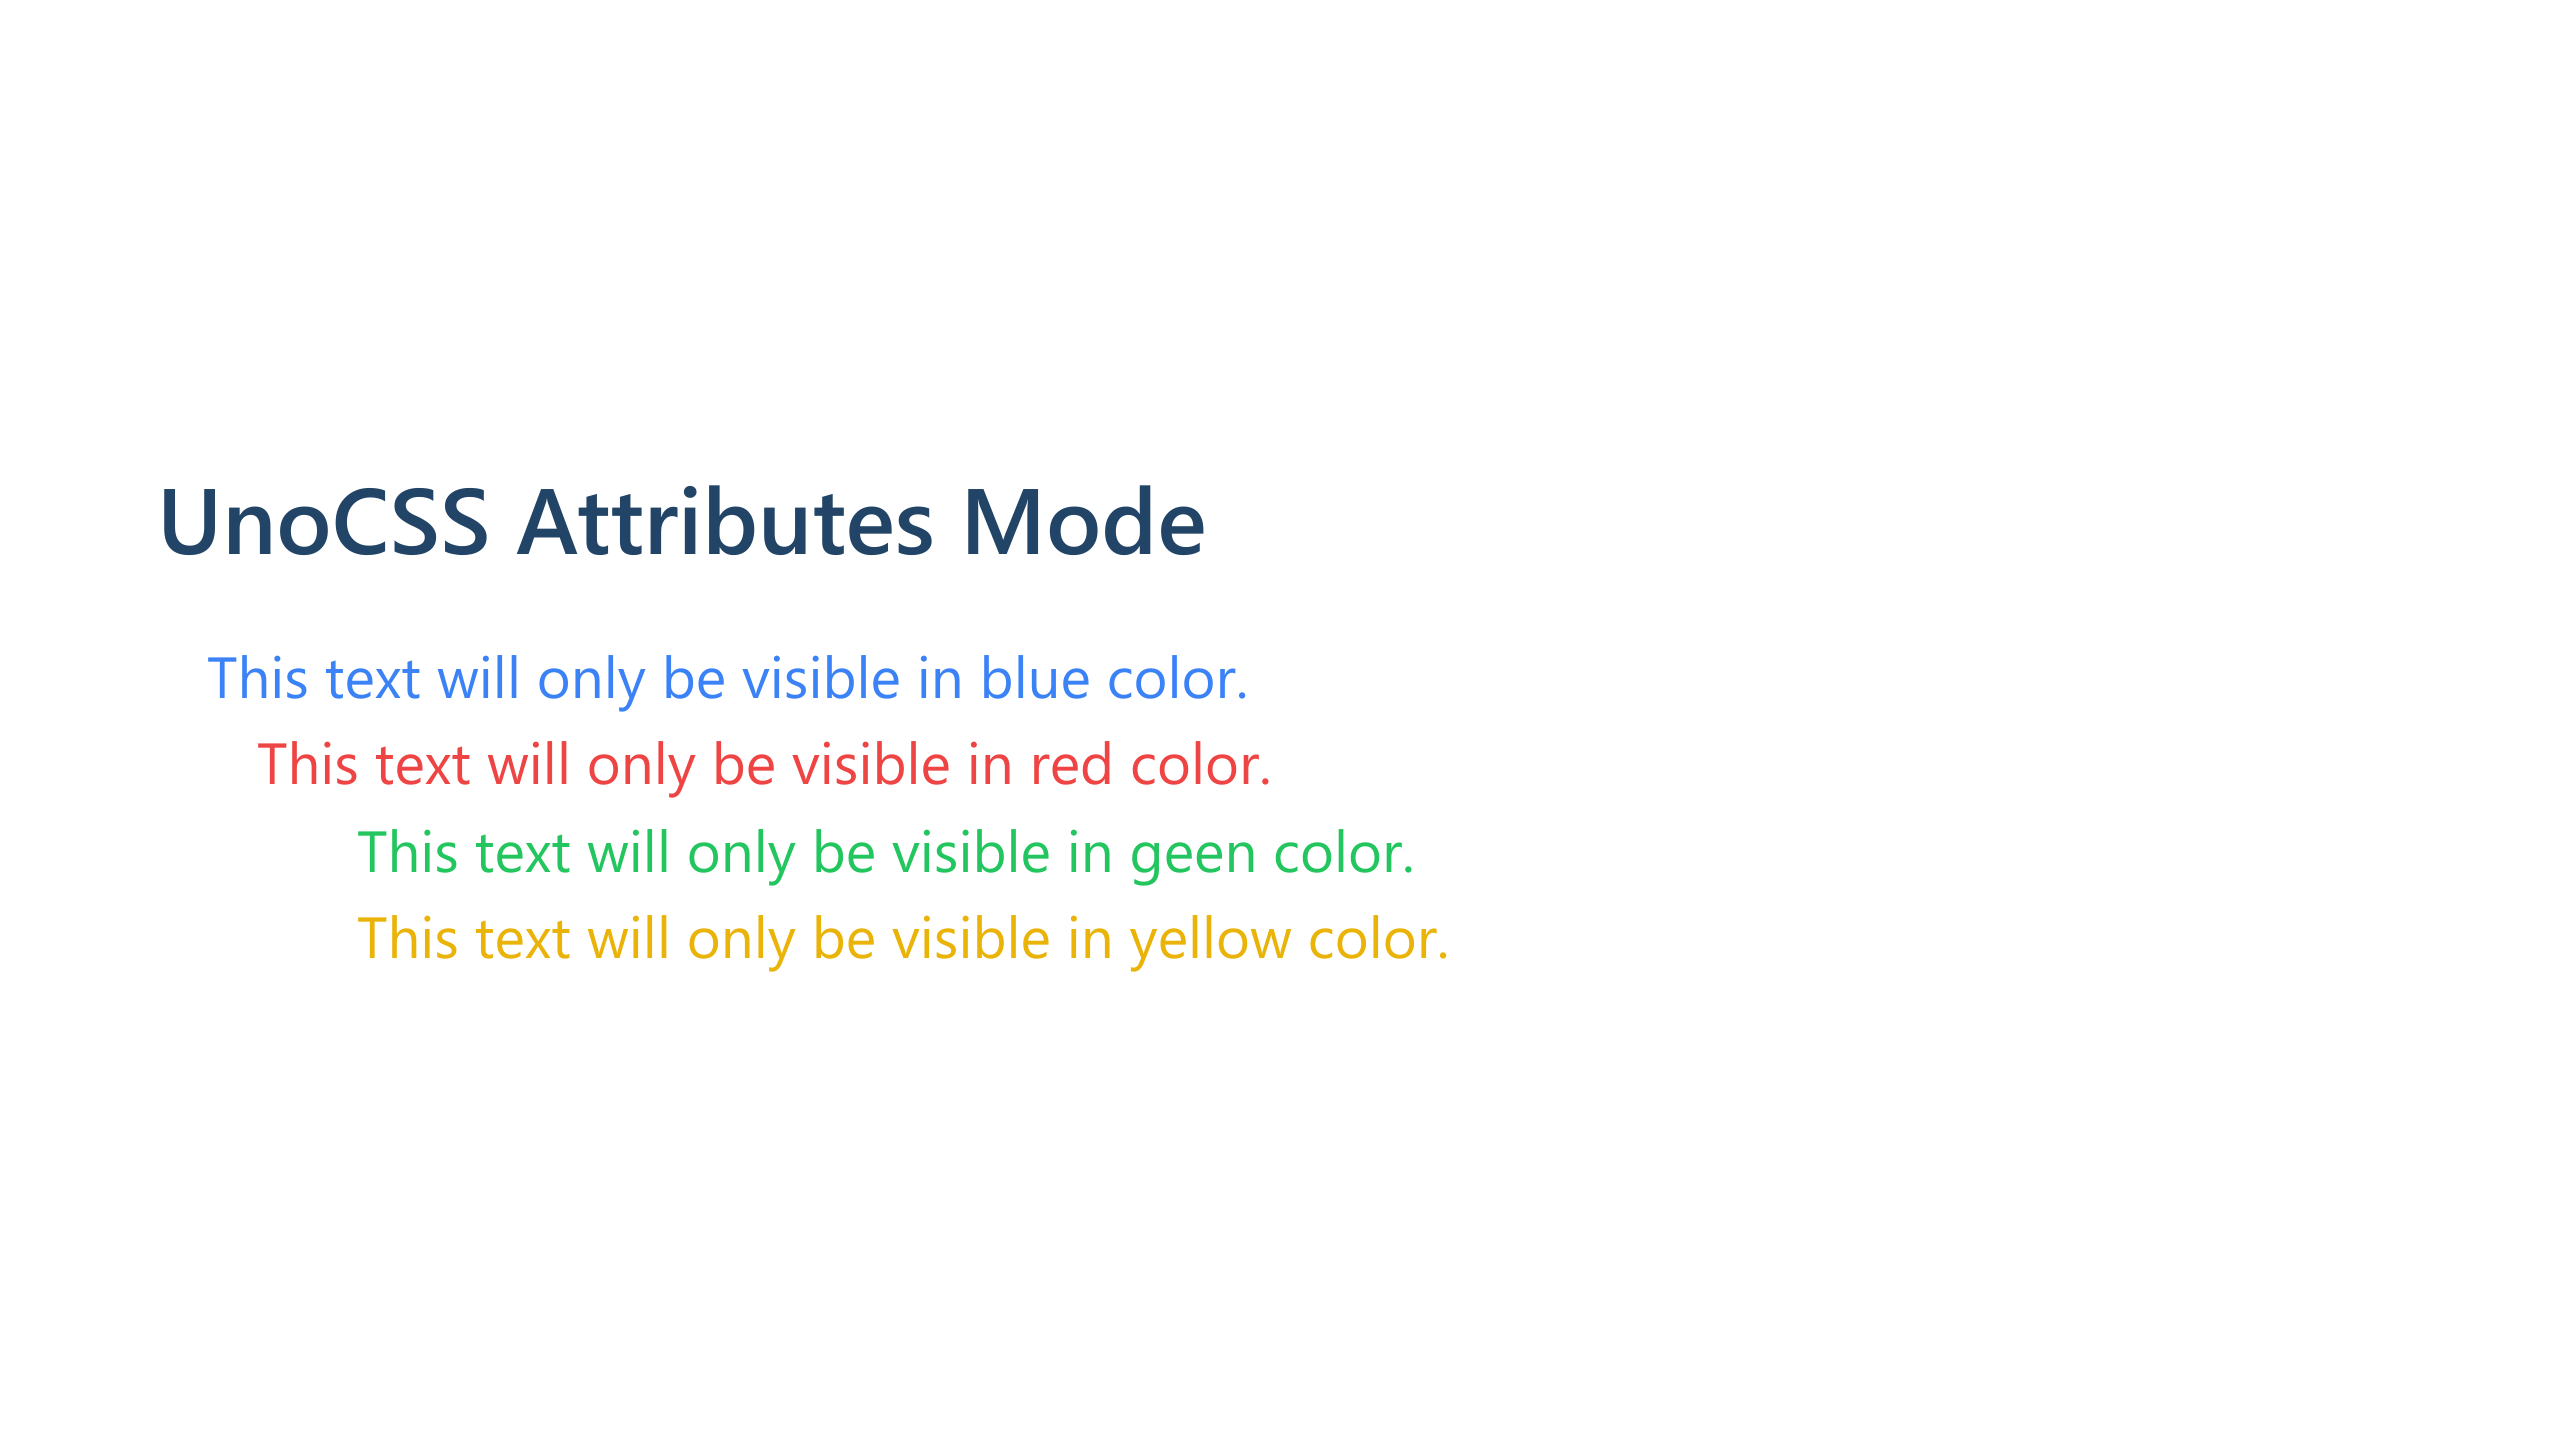 UnoCSS Attributes Mode
This text will only be visible in blue color.
This text will only be visible in red color.
This text will only be visible in geen color.
This text will only be visible in yellow color.